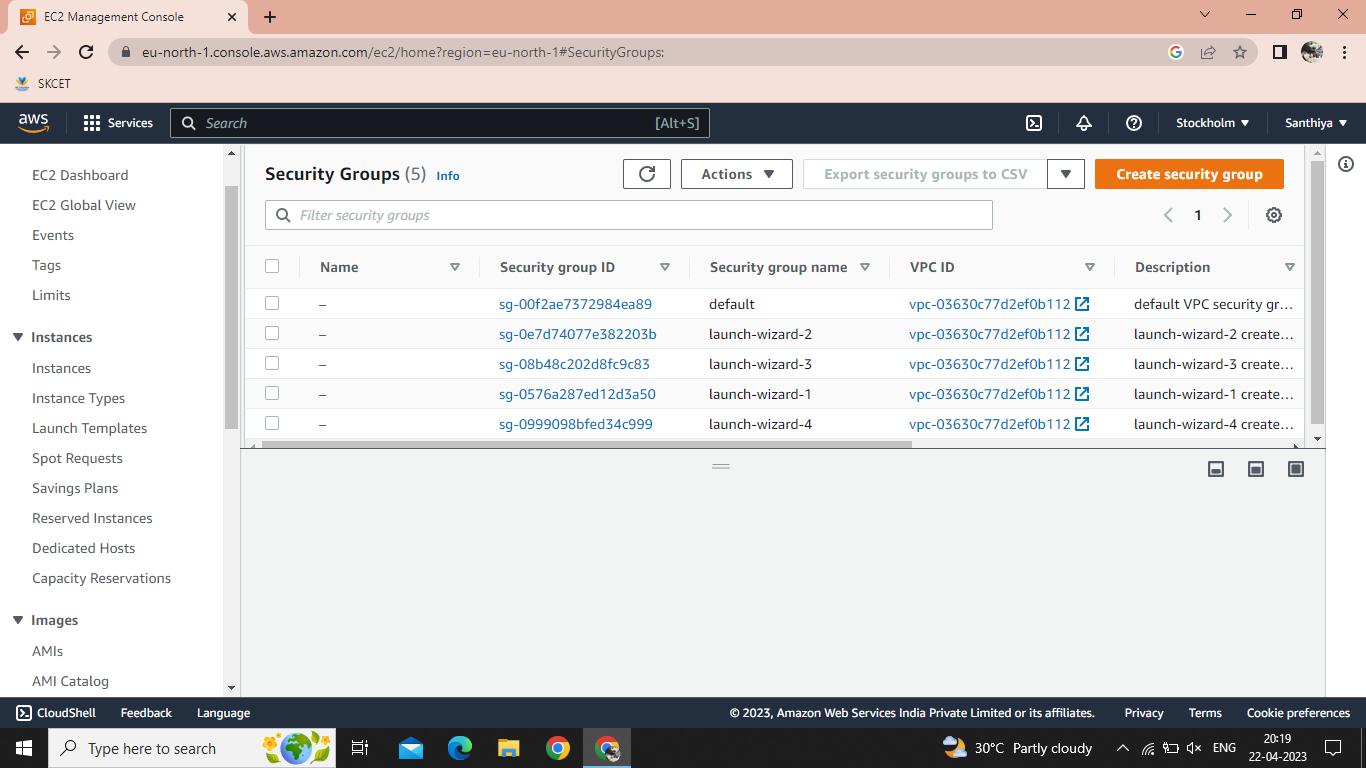 EC2 Management Console
eu-north-1.console.aws.amazon.com/ec2/home?region=eu-north-1#SecurityGroups:
SKCET
aws
Services
Search
[Alt+S]
Stockholm
Santhiya
EC2 Dashboard
EC2 Global View
Events
Tags
Limits
Instances
Instances
Instance Types
Launch Templates
Spot Requests
Savings Plans
Reserved Instances
Dedicated Hosts
Capacity Reservations
Images
AMIs
AMI Catalog
Security Groups (5) Info
Actions
Export security groups to CSV
Create security group
Filter security groups
1
Name Security group ID Security group name VPC ID Description
– sg-00f2ae7372984ea89 default vpc-03630c77d2ef0b112 default VPC security gr...
– sg-0e7d74077e382203b launch-wizard-2 vpc-03630c77d2ef0b112 launch-wizard-2 create...
– sg-08b48c202d8fc9c83 launch-wizard-3 vpc-03630c77d2ef0b112 launch-wizard-3 create...
– sg-0576a287ed12d3a50 launch-wizard-1 vpc-03630c77d2ef0b112 launch-wizard-1 create...
– sg-0999098bfed34c999 launch-wizard-4 vpc-03630c77d2ef0b112 launch-wizard-4 create...
CloudShell Feedback Language © 2023, Amazon Web Services India Private Limited or its affiliates. Privacy Terms Cookie preferences
Type here to search
30°C Partly cloudy
ENG
20:19
22-04-2023